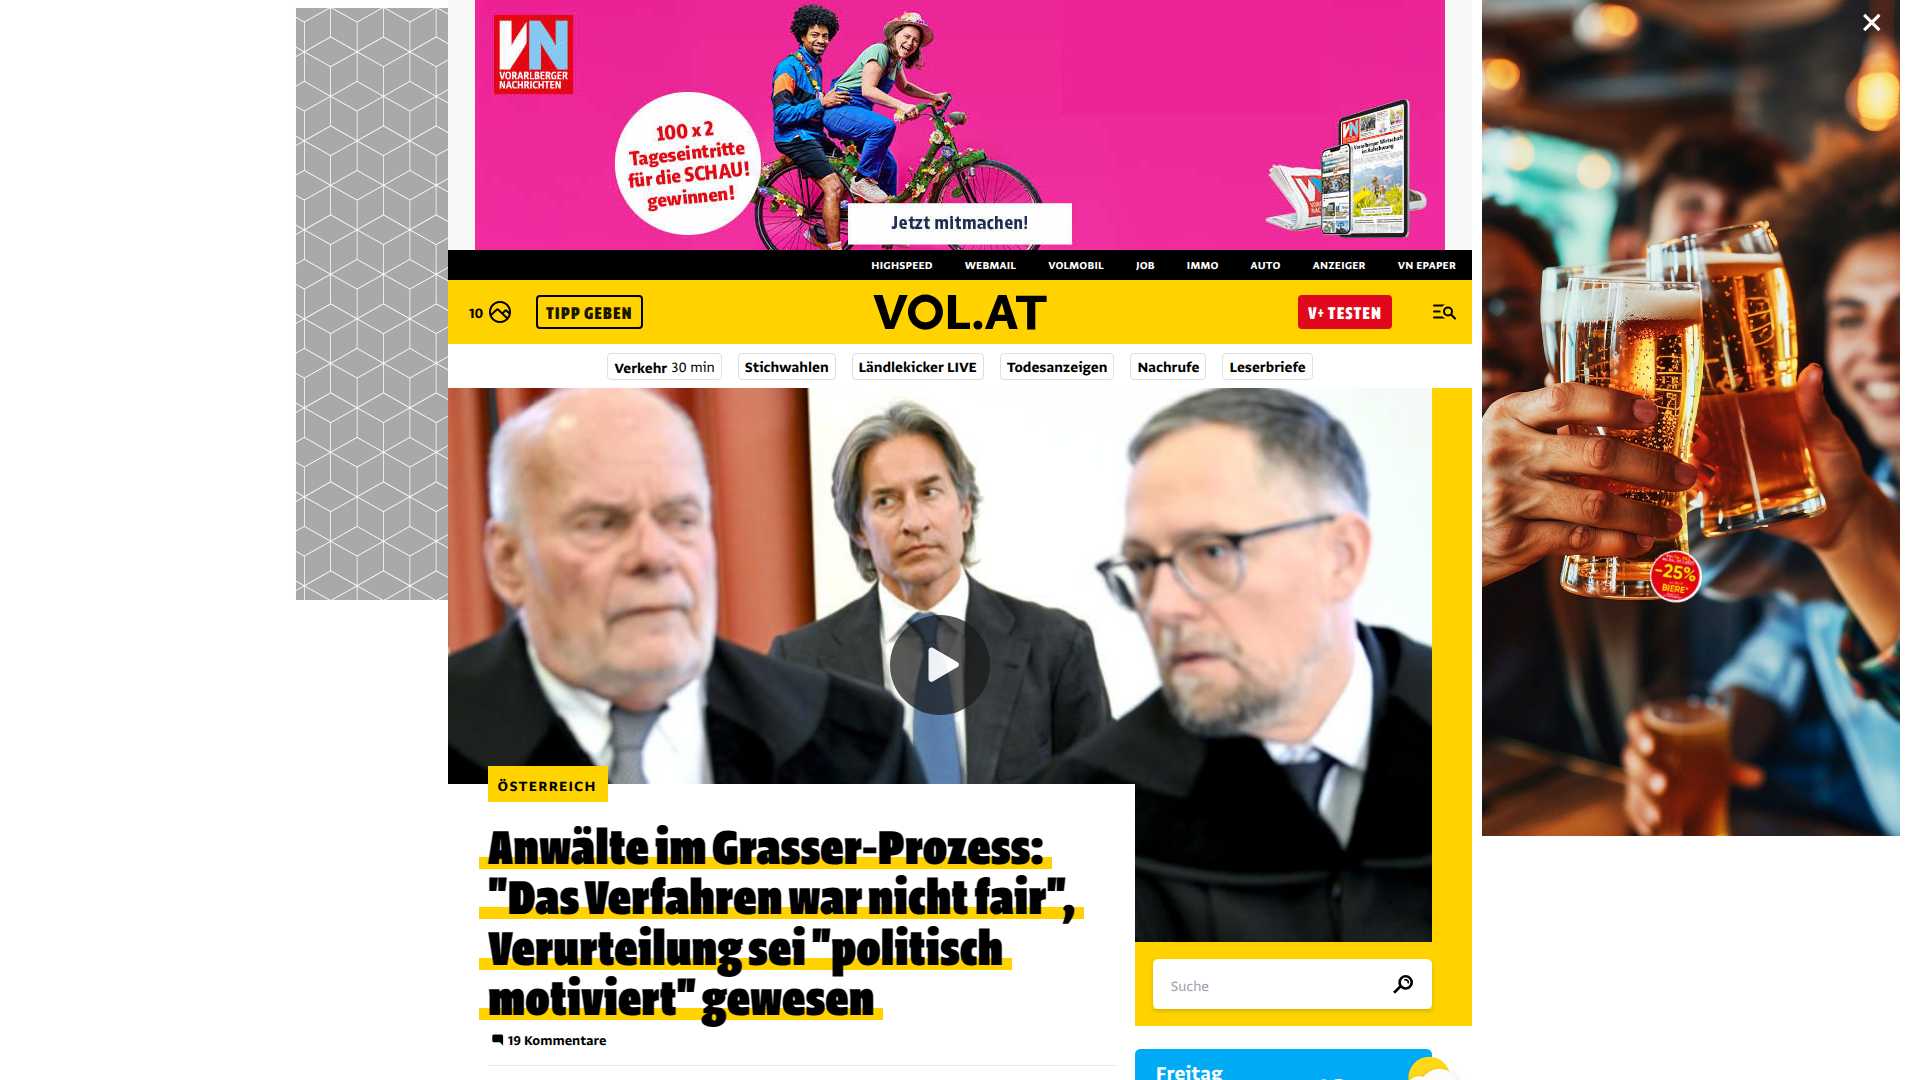 VN
VORARLBERGER
NACHRICHTEN
100 x 2
Tageseintritte
für die SCHAU!
gewinnen!
Jetzt mitmachen!
HIGHSPEED
WEBMAIL
VOLMOBIL
JOB
IMMO
AUTO
ANZEIGER
VN EPAPER
10
TIPP GEBEN
VOL.AT
V+ TESTEN
Verkehr 30 min
Stichwahlen
Ländlekicker LIVE
Todesanzeigen
Nachrufe
Leserbriefe
-25%
BIERE*
ÖSTERREICH
Anwälte im Grasser-Prozess:
"Das Verfahren war nicht fair",
Verurteilung sei "politisch
motiviert" gewesen
19 Kommentare
Suche
Freitag